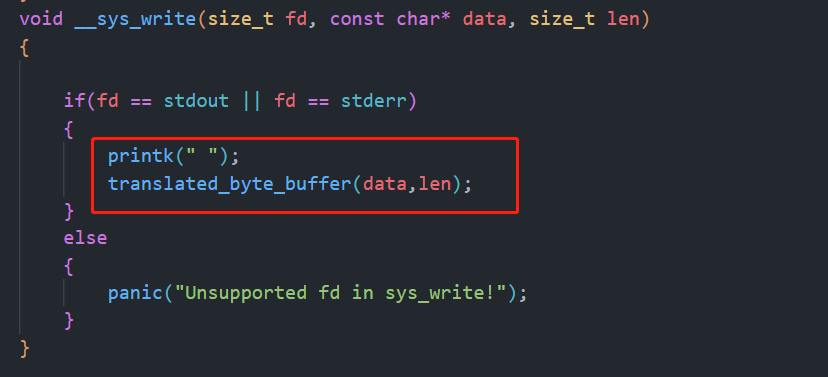 void __sys_write(size_t fd, const char* data, size_t len)
{
if(fd == stdout || fd == stderr)
{
printk(" ");
translated_byte_buffer(data,len);
}
else
{
panic("Unsupported fd in sys_write!");
}
}